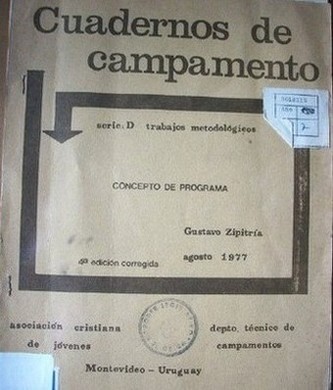 Cuadernos de
campamento
serie: D trabajos metodológicos
CONCEPTO DE PROGRAMA
Gustavo Zipitría
4ª edición corregida
agosto 1977
asociación cristiana
de jóvenes
depto. técnico de
campamentos
Montevideo - Uruguay